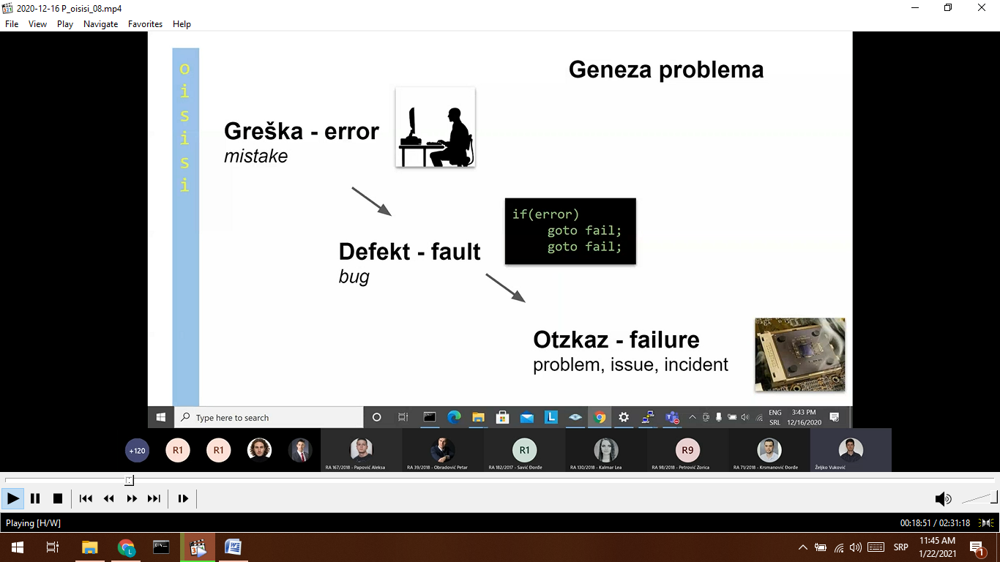 2020-12-16 P_oisisi_08.mp4
File View Play Navigate Favorites Help
o
i
s
i
s
i
Geneza problema
Greška - error
mistake
if(error)
goto fail;
goto fail;
Defekt - fault
bug
Otzkaz - failure
problem, issue, incident
Type here to search
ENG
SRL
3:43 PM
12/16/2020
+120
R1
R1
R1
R9
RA 167/2018 - Papović Aleksa
RA 39/2018 - Obradović Petar
RA 182/2017 - Savić Đorđe
RA 130/2018 - Kalmar Lea
RA 98/2018 - Petrović Zorica
RA 71/2018 - Krsmanović Đorđe
Željko Vuković
Playing [H/W]
00:18:51 / 02:31:18
SRP
11:45 AM
1/22/2021
1